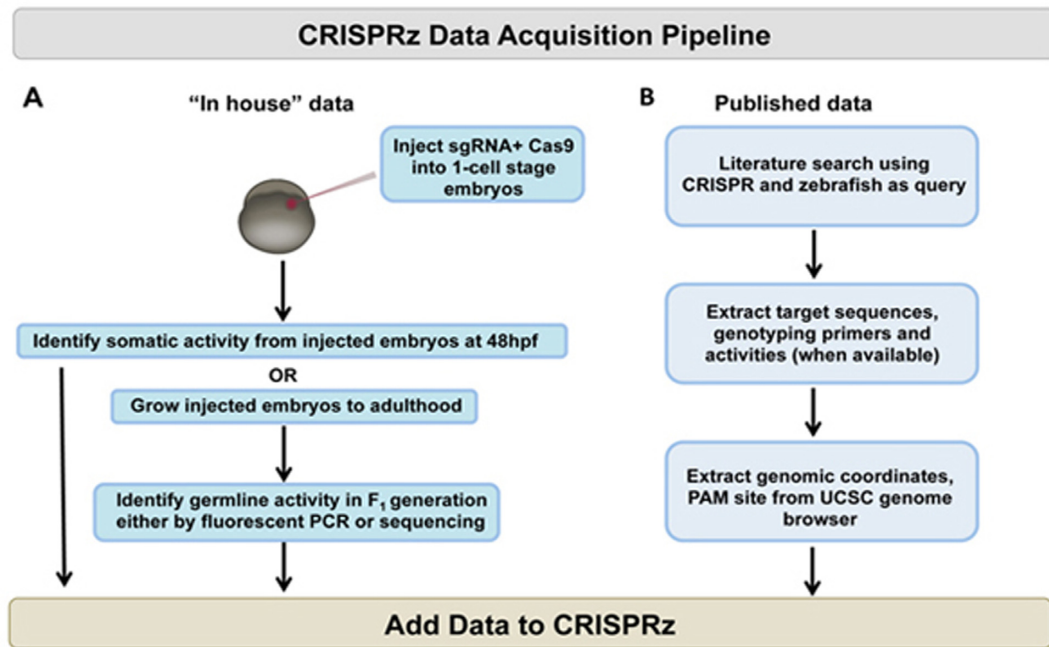 CRISPRz Data Acquisition Pipeline
A
“In house” data
Inject sgRNA+ Cas9
into 1-cell stage
embryos
Identify somatic activity from injected embryos at 48hpf
OR
Grow injected embryos to adulthood
Identify germline activity in F₁ generation
either by fluorescent PCR or sequencing
B
Published data
Literature search using
CRISPR and zebrafish as query
Extract target sequences,
genotyping primers and
activities (when available)
Extract genomic coordinates,
PAM site from UCSC genome
browser
Add Data to CRISPRz